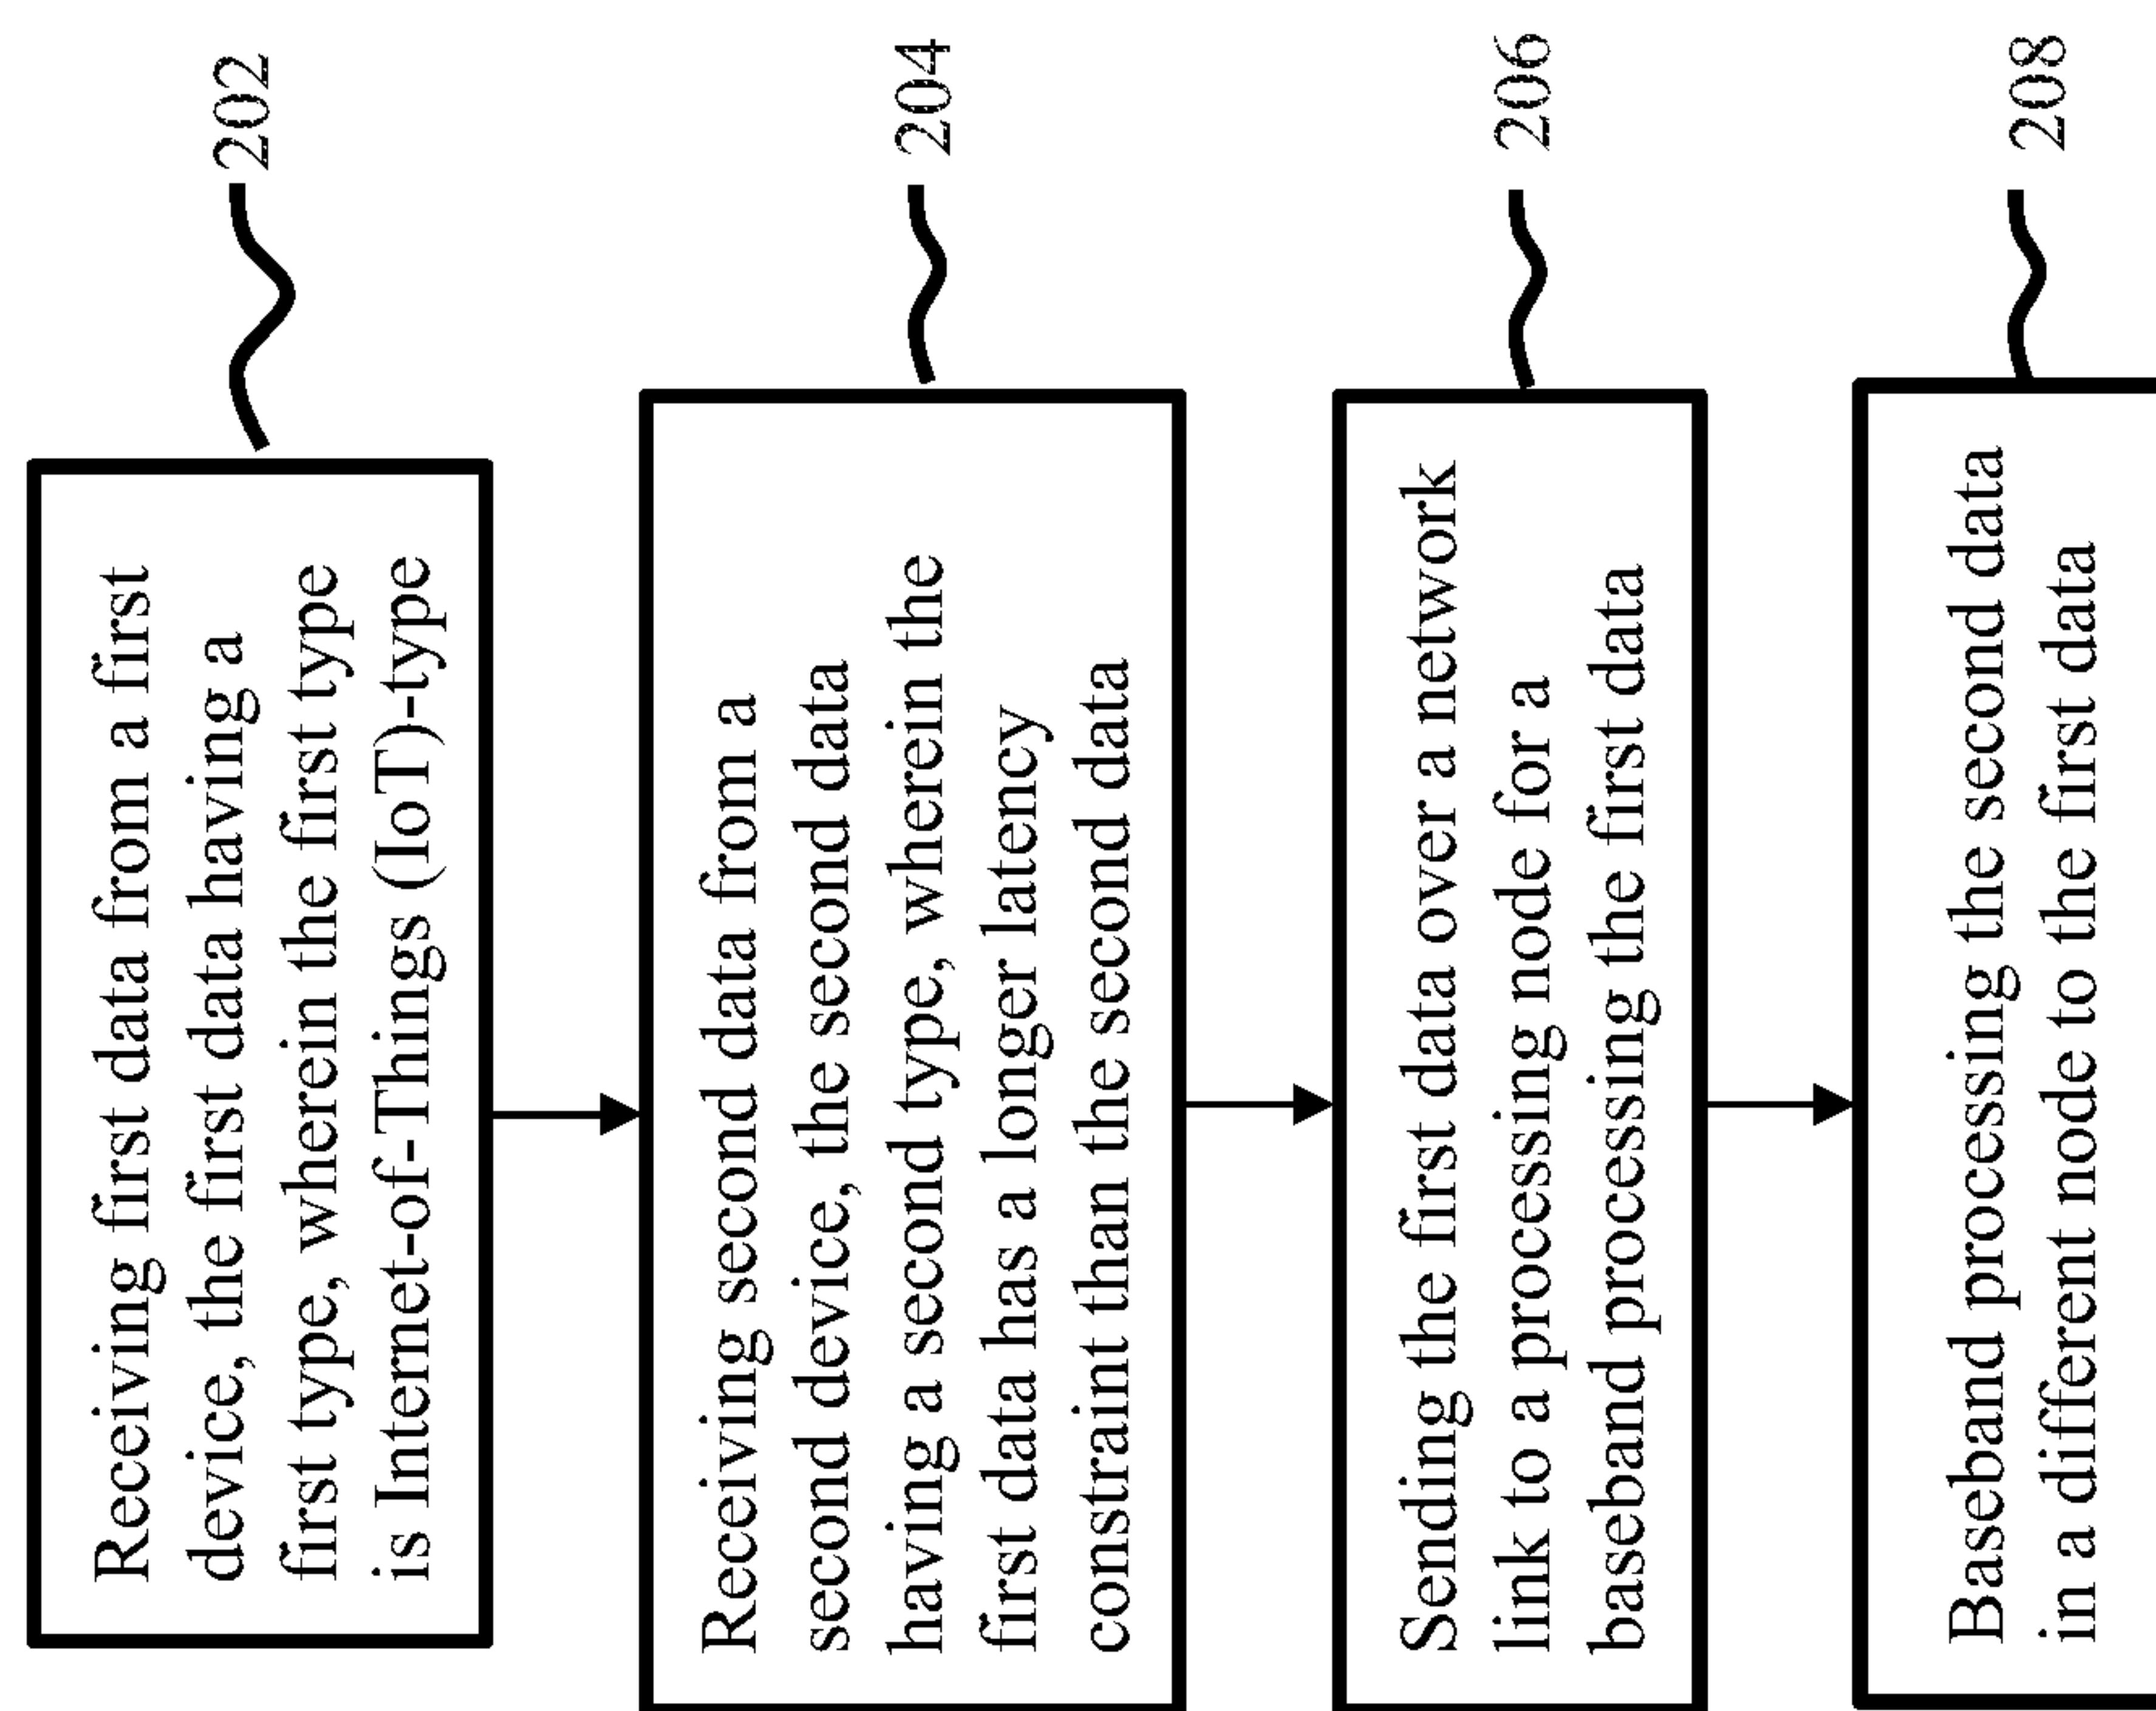 Receiving first data from a first
device, the first data having a
first type, wherein the first type
is Internet-of-Things (IoT)-type
202
Receiving second data from a
second device, the second data
having a second type, wherein the
first data has a longer latency
constraint than the second data
204
Sending the first data over a network
link to a processing node for a
baseband processing the first data
206
Baseband processing the second data
in a different node to the first data
208